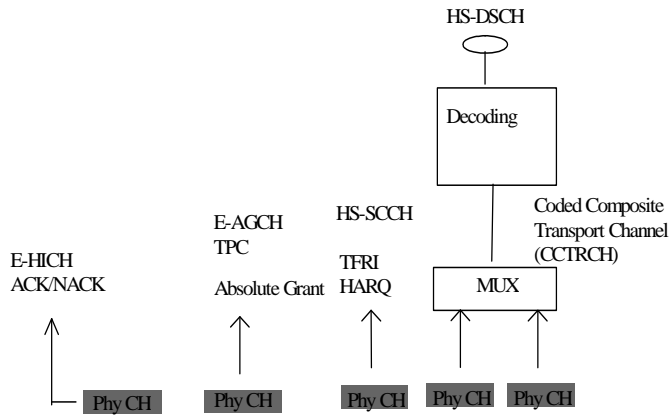 HS-DSCH
Decoding
Coded Composite
Transport Channel
(CCTRCH)
HS-SCCH
TFRI
HARQ
E-AGCH
TPC
Absolute Grant
E-HICH
ACK/NACK
MUX
Phy CH
Phy CH
Phy CH
Phy CH
Phy CH